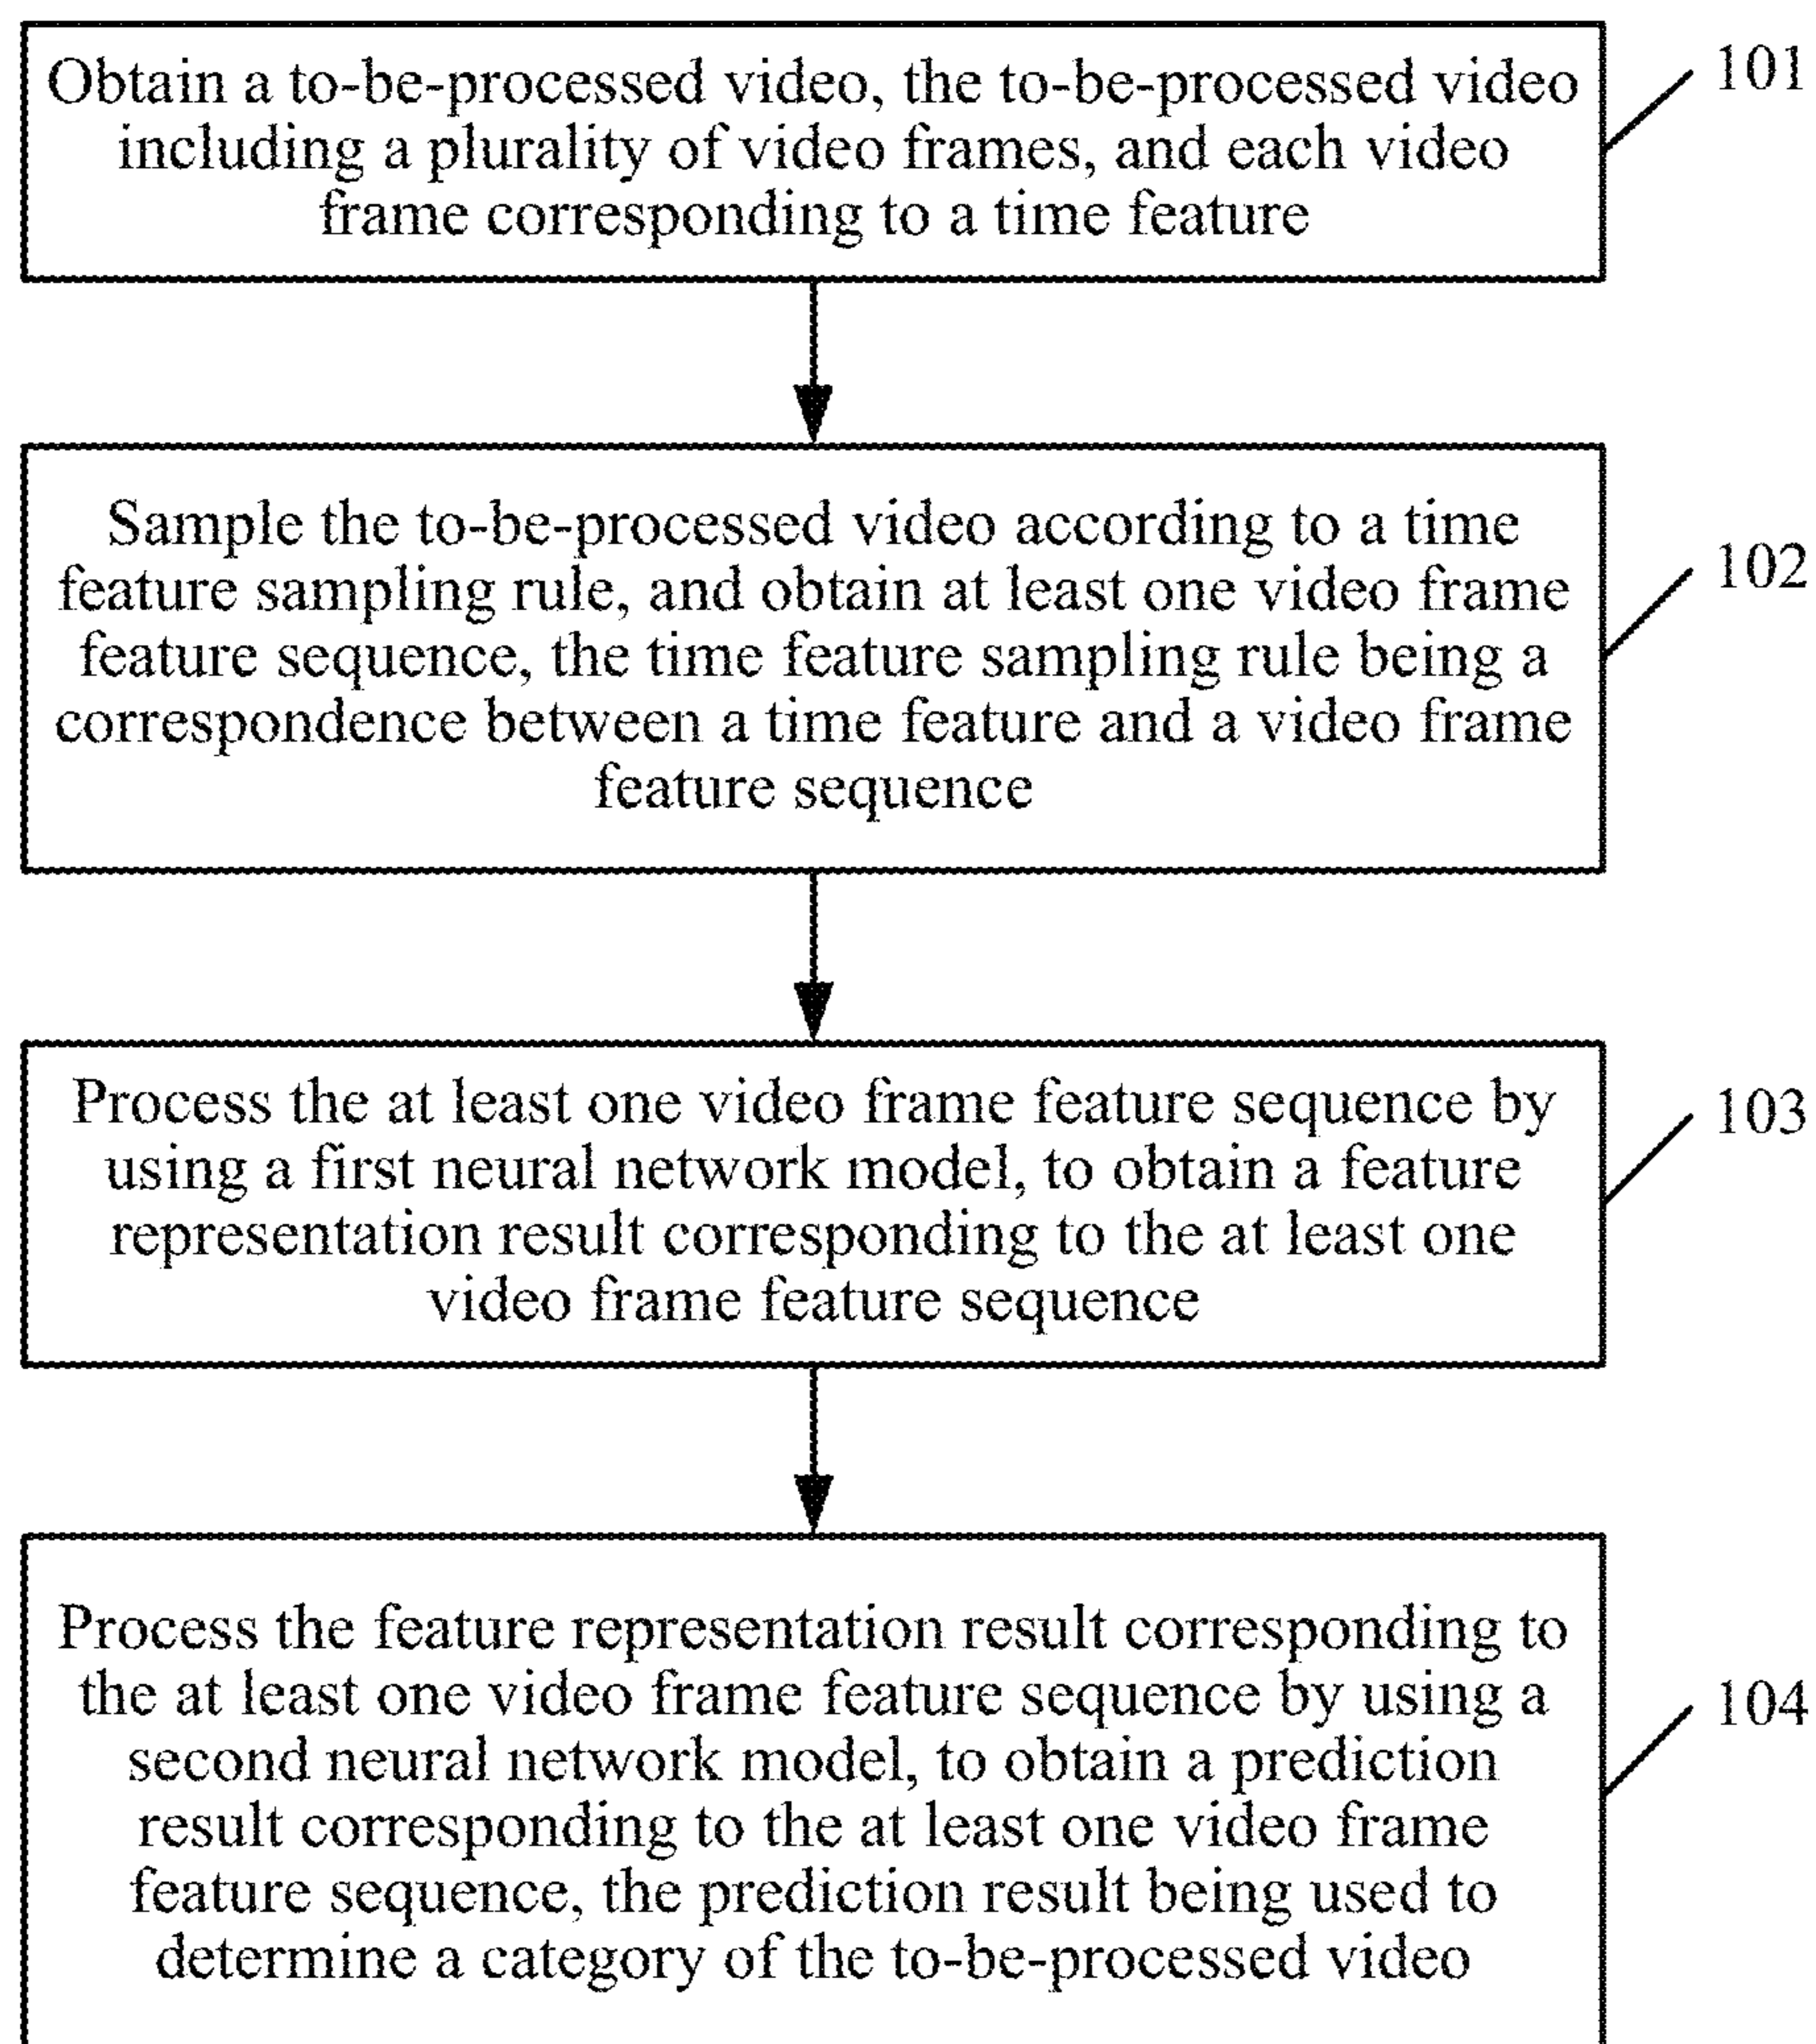 Obtain a to-be-processed video, the to-be-processed video
including a plurality of video frames, and each video
frame corresponding to a time feature
101
Sample the to-be-processed video according to a time
feature sampling rule, and obtain at least one video frame
feature sequence, the time feature sampling rule being a
correspondence between a time feature and a video frame
feature sequence
102
Process the at least one video frame feature sequence by
using a first neural network model, to obtain a feature
representation result corresponding to the at least one
video frame feature sequence
103
Process the feature representation result corresponding to
the at least one video frame feature sequence by using a
second neural network model, to obtain a prediction
result corresponding to the at least one video frame
feature sequence, the prediction result being used to
determine a category of the to-be-processed video
104